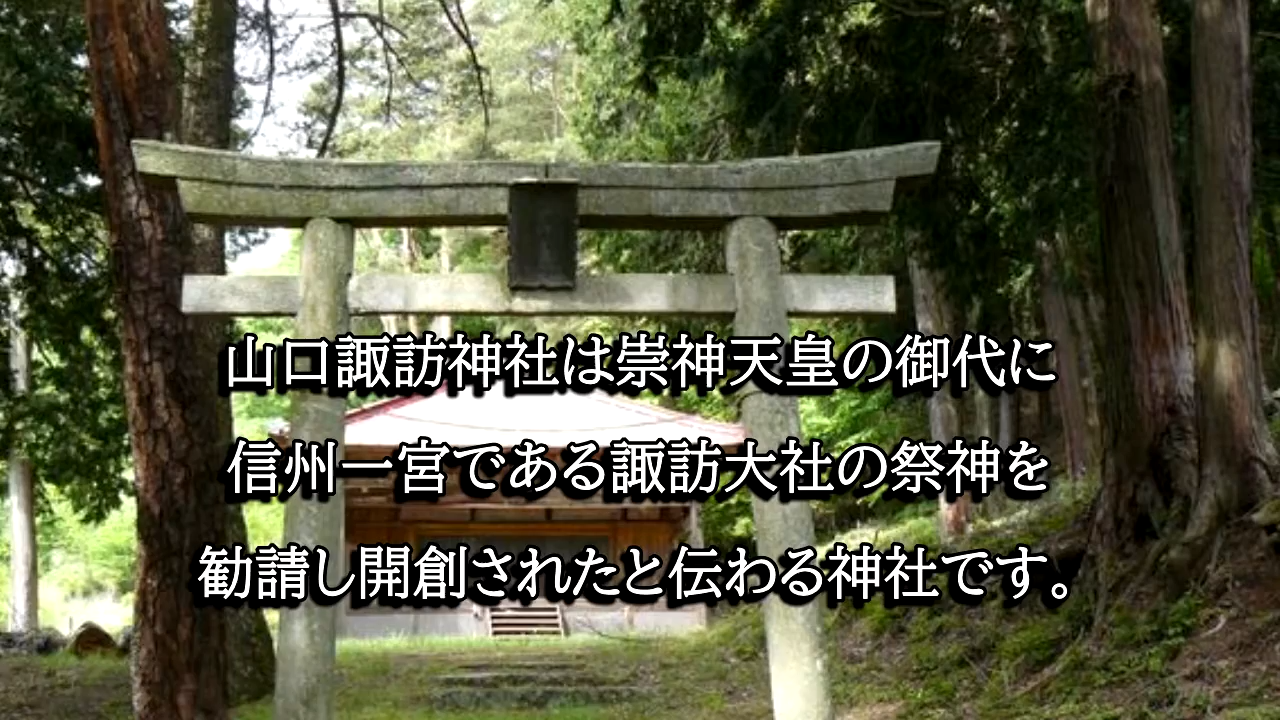 山口諏訪神社は崇神天皇の御代に
信州一宮である諏訪大社の祭神を
勧請し開創されたと伝わる神社です。